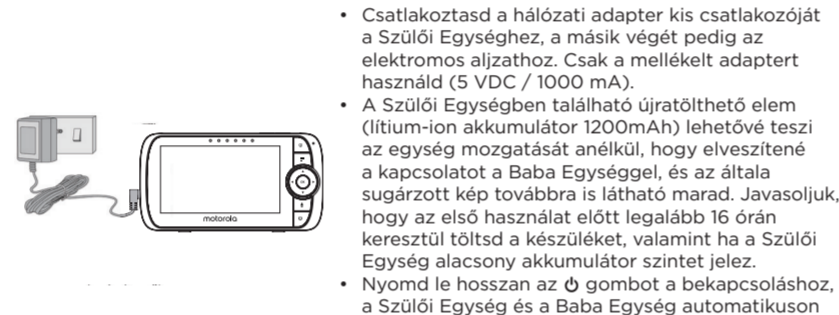 • Csatlakoztasd a hálózati adapter kis csatlakozóját
a Szülői Egységhez, a másik végét pedig az
elektromos aljzathoz. Csak a mellékelt adaptert
használd (5 VDC / 1000 mA).
• A Szülői Egységben található újratölthető elem
(lítium-ion akkumulátor 1200mAh) lehetővé teszi
az egység mozgatását anélkül, hogy elveszítené
a kapcsolatot a Baba Egységgel, és az általa
sugárzott kép továbbra is látható marad. Javasoljuk,
hogy az első használat előtt legalább 16 órán
keresztül töltsd a készüléket, valamint ha a Szülői
Egység alacsony akkumulátor szintet jelez.
• Nyomd le hosszan az ⏻ gombot a bekapcsoláshoz,
a Szülői Egység és a Baba Egység automatikuson
motorola